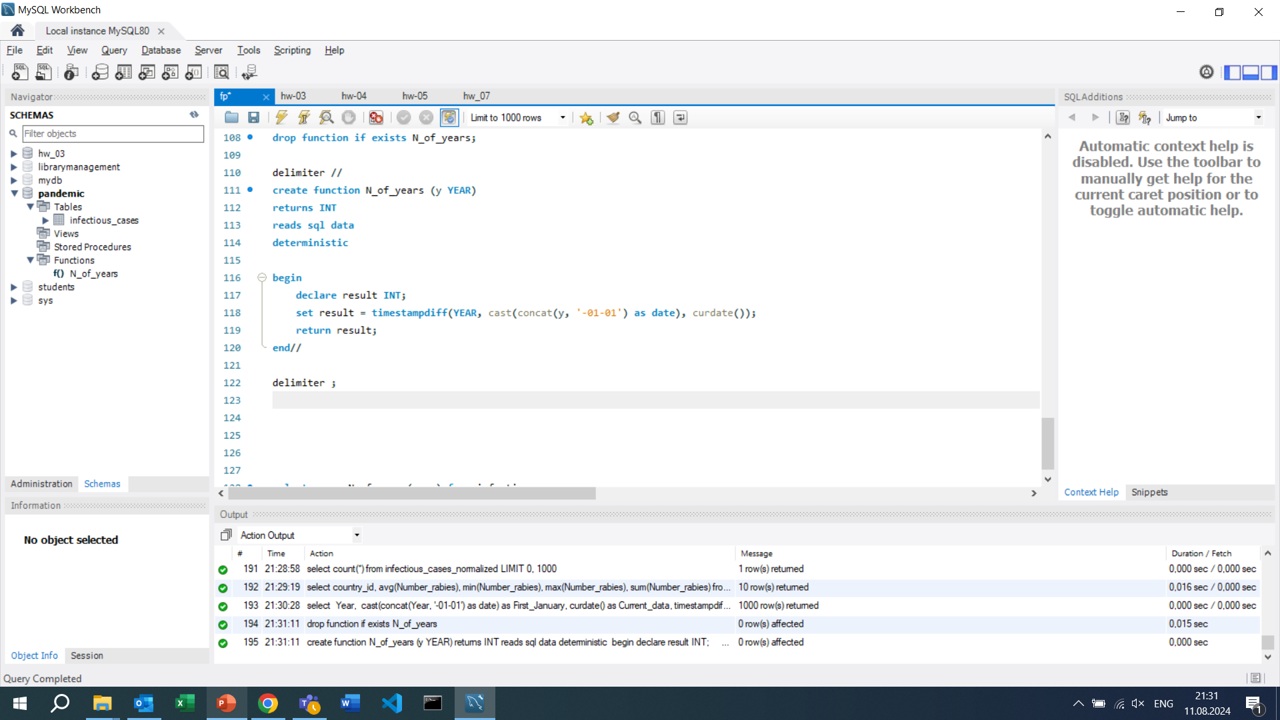 MySQL Workbench
Local instance MySQL80
File Edit View Query Database Server Tools Scripting Help
Navigator
SCHEMAS
Filter objects
hw_03
librarymanagement
mydb
pandemic
Tables
infectious_cases
Views
Stored Procedures
Functions
f() N_of_years
students
sys
Administration Schemas
Information
No object selected
Object Info Session
Query Completed
fp* hw-03 hw-04 hw-05 hw_07
Limit to 1000 rows
108 drop function if exists N_of_years;
109
110 delimiter //
111 create function N_of_years (y YEAR)
112 returns INT
113 reads sql data
114 deterministic
115
116 begin
117 declare result INT;
118 set result = timestampdiff(YEAR, cast(concat(y, '-01-01') as date), curdate());
119 return result;
120 end//
121
122 delimiter ;
123
124
125
126
127
SQLAdditions
Jump to
Automatic context help is
disabled. Use the toolbar to
manually get help for the
current caret position or to
toggle automatic help.
Context Help Snippets
Output
Action Output
# Time Action Message Duration / Fetch
191 21:28:58 select count(*) from infectious_cases_nomalized LIMIT 0, 1000 1 row(s) returned 0,000 sec / 0,000 sec
192 21:29:19 select country_id, avg(Number_rabies), min(Number_rabies), max(Number_rabies), sum(Number_rabies) fro... 10 row(s) returned 0,016 sec / 0,000 sec
193 21:30:28 select Year, cast(concat(Year, '-01-01') as date) as First_January, curdate() as Current_data, timestampdif... 1000 row(s) returned 0,000 sec / 0,000 sec
194 21:31:11 drop function if exists N_of_years 0 row(s) affected 0,015 sec
195 21:31:11 create function N_of_years (y YEAR) returns INT reads sql data deterministic begin declare result INT; ... 0 row(s) affected 0,000 sec
ENG
21:31
11.08.2024
1